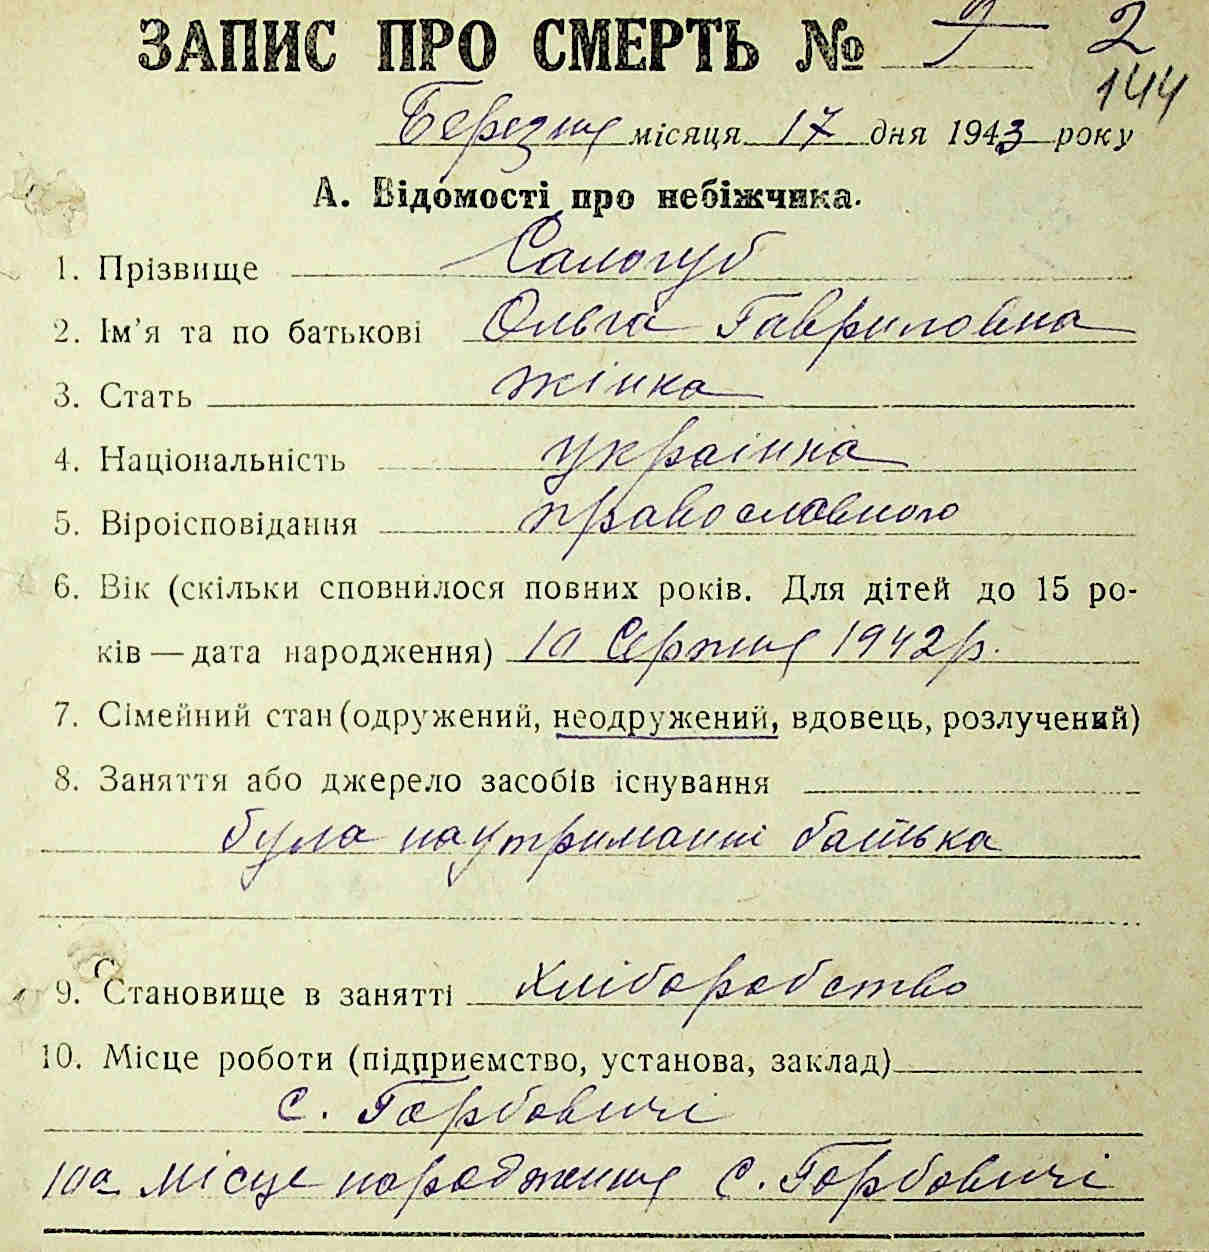 ЗАПИС ПРО СМЕРТЬ № 2
144
Березня місяця 17 дня 1943 року
А. Відомості про небіжчика.
1. Прізвище Салогуб
2. Ім'я та по батькові Ольга Гавриловна
3. Стать жінка
4. Національність украінка
5. Віроісповідання православного
6. Вік (скільки сповнилося повних років. Для дітей до 15 ро-
ків — дата народження) 10 Серпня 1942 р.
7. Сімейний стан (одружений, неодружений, вдовець, розлучений)
8. Заняття або джерело засобів існування
була на утриманні батька
9. Становище в занятті хліборобство
10. Місце роботи (підприємство, установа, заклад)
с. Горбовичі
10а Місце народження с. Горбовичі